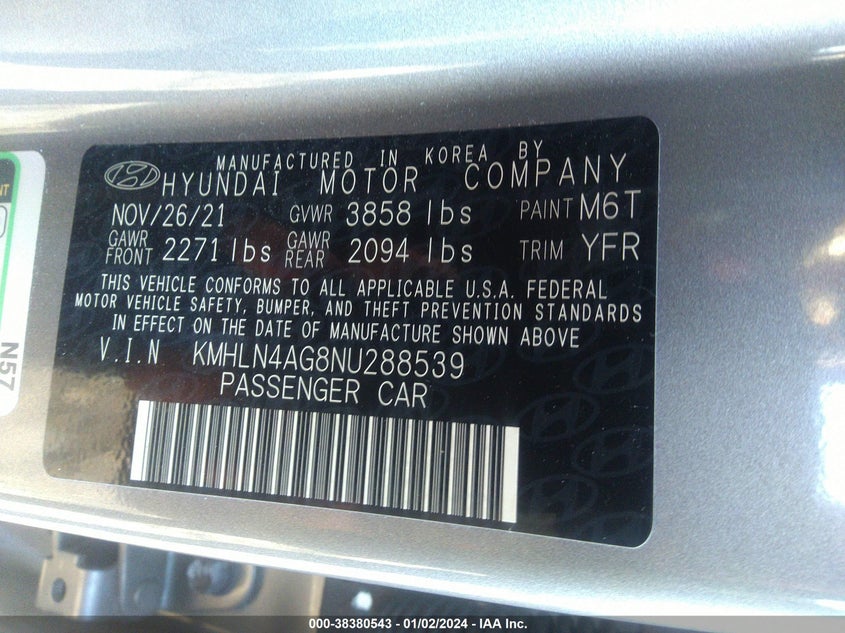 MANUFACTURED IN KOREA BY
HYUNDAI MOTOR COMPANY
NOV/26/21 GVWR 3858 lbs PAINT M6T
GAWR FRONT 2271 lbs GAWR REAR 2094 lbs TRIM YFR
THIS VEHICLE CONFORMS TO ALL APPLICABLE U.S.A. FEDERAL
MOTOR VEHICLE SAFETY, BUMPER, AND THEFT PREVENTION STANDARDS
IN EFFECT ON THE DATE OF MANUFACTURE SHOWN ABOVE
V.I.N KMHLN4AG8NU288539
PASSENGER CAR
N57
000-38380543 - 01/02/2024 - IAA Inc.